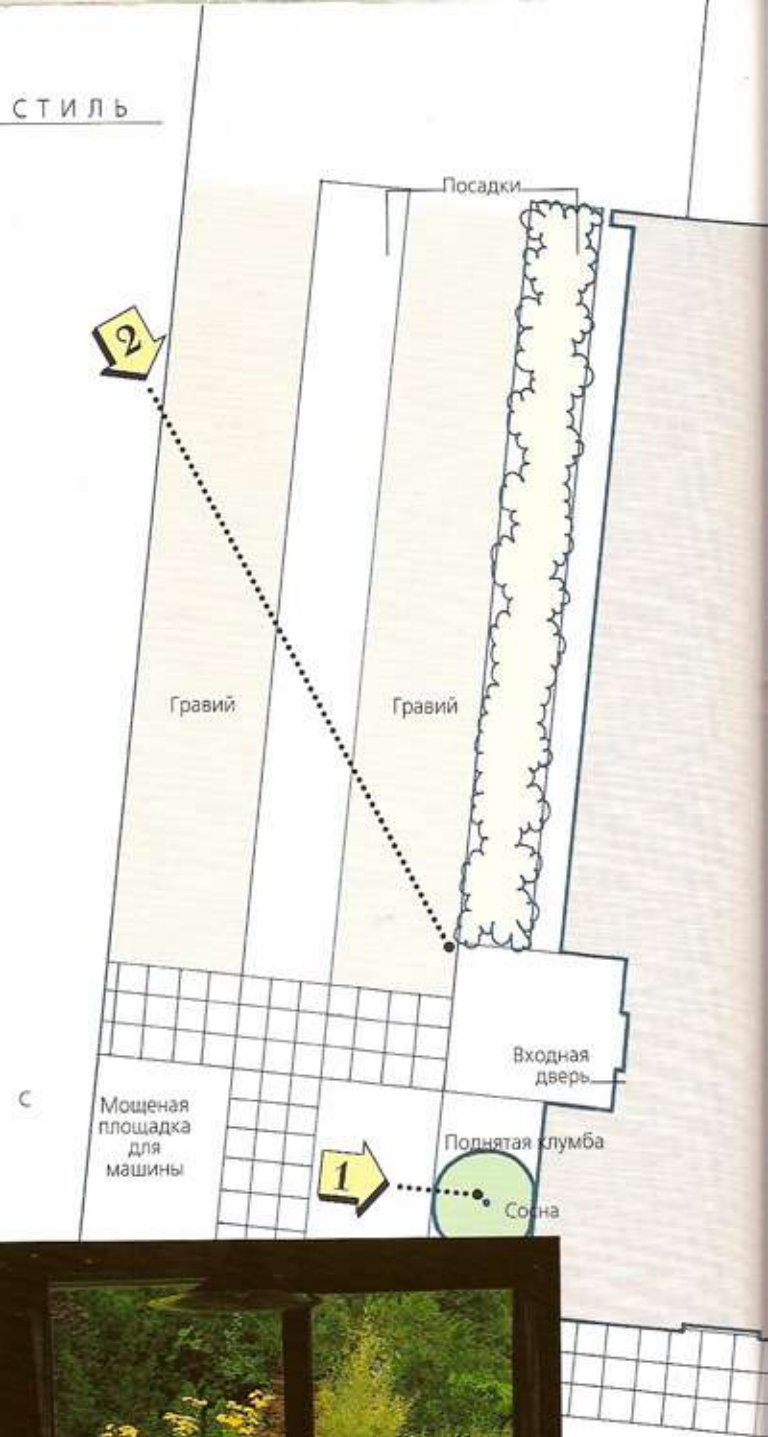 СТИЛЬ
Посадки
2
Гравий
Гравий
Входная
дверь
С
Мощеная
площадка
для
машины
Поднятая клумба
1
Сосна